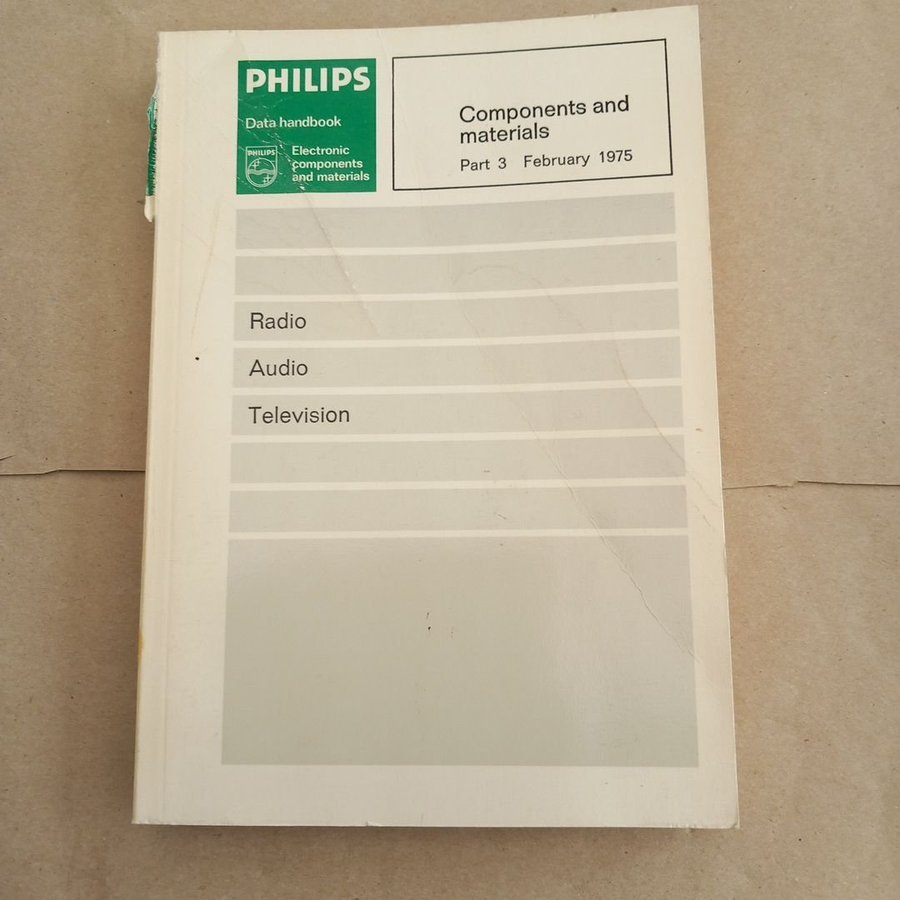 PHILIPS
Data handbook
PHILIPS
Electronic
components
and materials
Components and
materials
Part 3 February 1975
Radio
Audio
Television